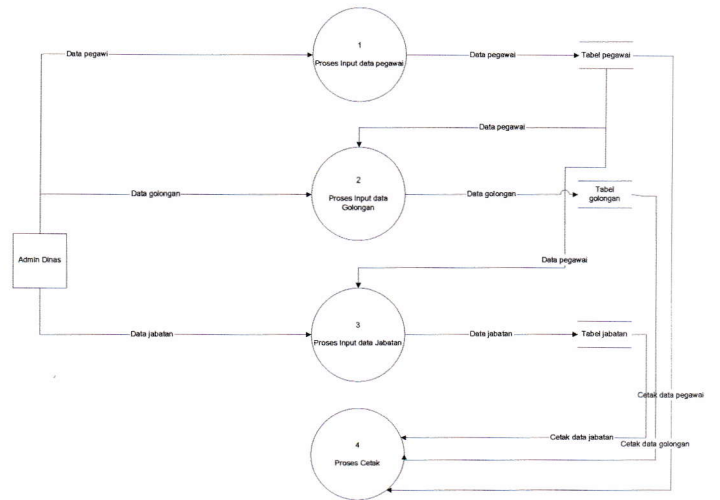 1
Data pegawi
Proses Input data pegawai
Data pegawai
Tabel pegawai
Data pegawai
2
Data golongan
Proses Input data
Golongan
Data golongan
Tabel
golongan
Admin Dinas
Data pegawai
3
Data jabatan
Proses Input data Jabatan
Data jabatan
Tabel jabatan
Cetak data pegawai
Cetak data jabatan
Cetak data golongan
4
Proses Cetak